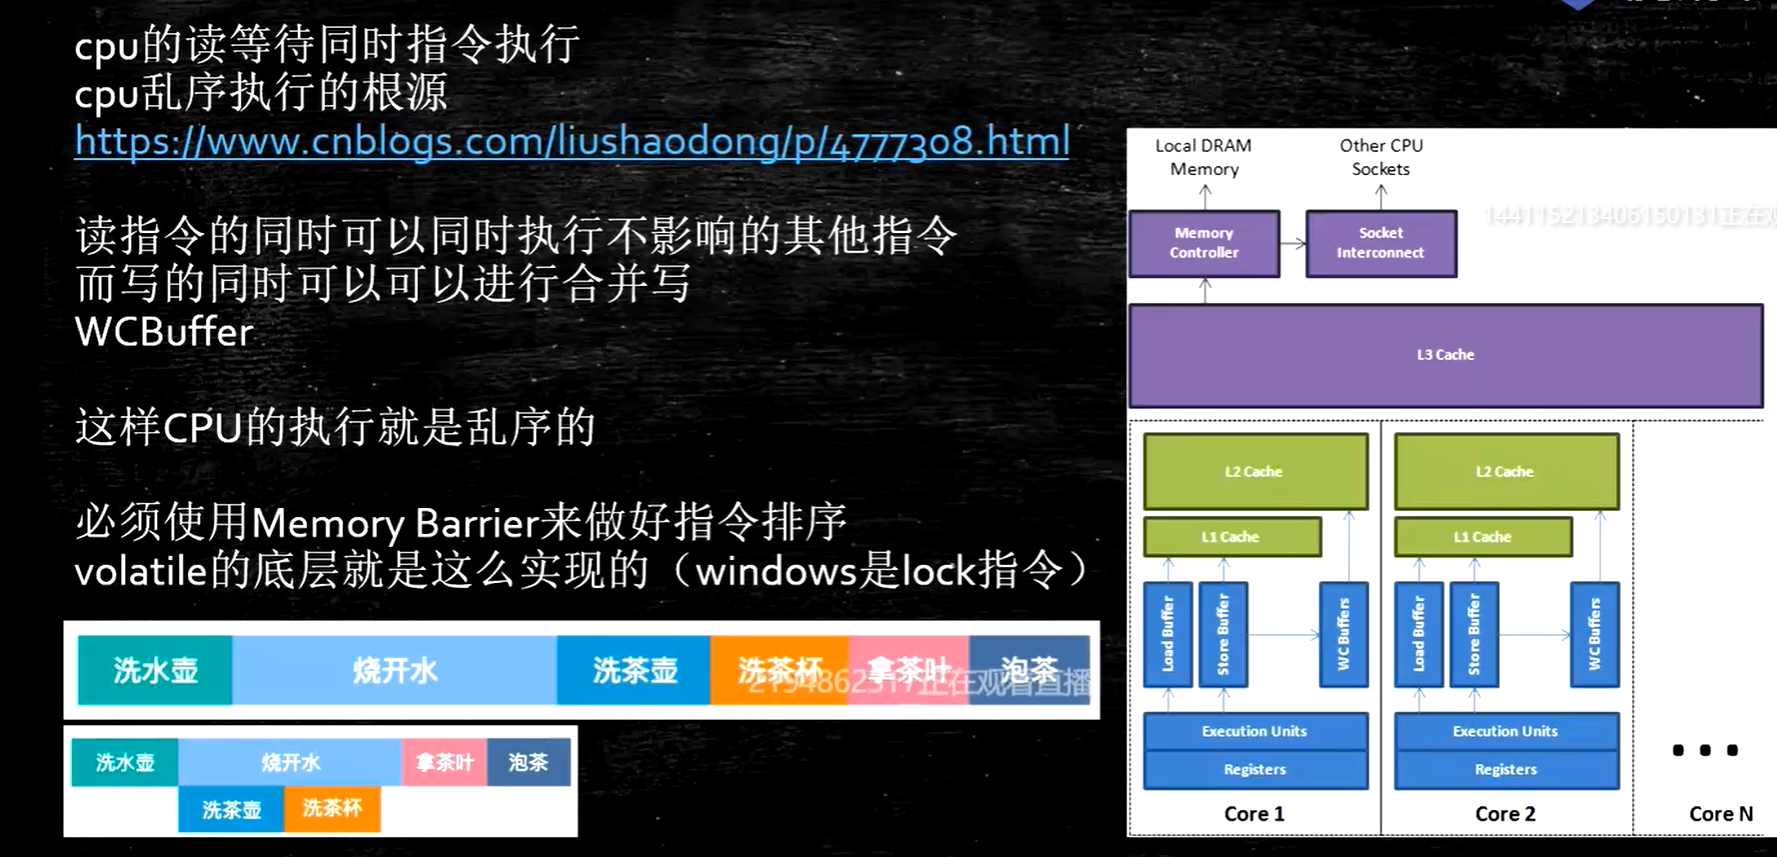 cpu的读等待同时指令执行
cpu乱序执行的根源
https://www.cnblogs.com/liushaodong/p/4777308.html
读指令的同时可以同时执行不影响的其他指令
而写的同时可以可以进行合并写
WCBuffer
这样CPU的执行就是乱序的
必须使用Memory Barrier来做好指令排序
volatile的底层就是这么实现的（windows是lock指令）
洗水壶 烧开水 洗茶壶 洗茶杯 拿茶叶 泡茶
2194862317正在观看直播
洗水壶 烧开水 拿茶叶 泡茶
洗茶壶 洗茶杯
Local DRAM
Memory
Other CPU
Sockets
144115213406150131正在观
Memory
Controller
Socket
Interconnect
L3 Cache
L2 Cache
L2 Cache
L1 Cache
L1 Cache
Load Buffer
Store Buffer
WC Buffers
Load Buffer
Store Buffer
WC Buffers
Execution Units
Registers
Execution Units
Registers
...
Core 1
Core 2
Core N